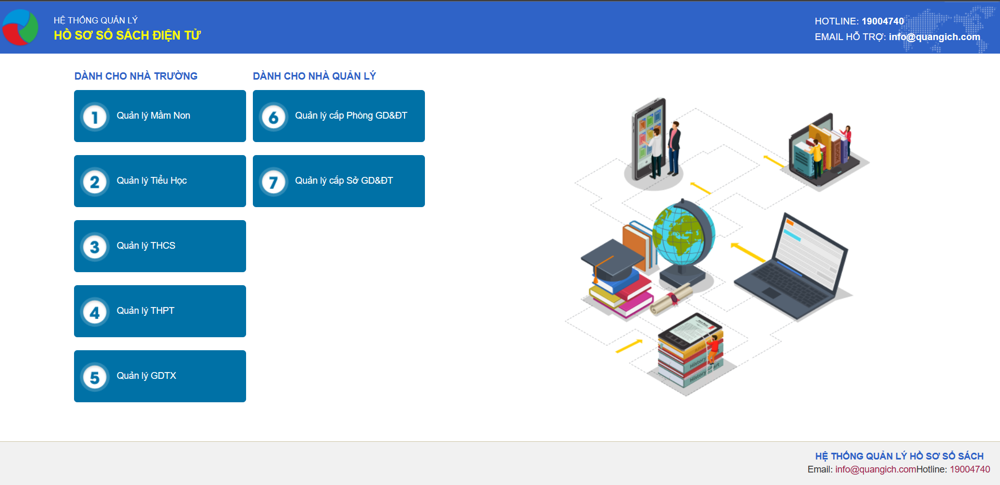 HỆ THỐNG QUẢN LÝ
HỒ SƠ SỔ SÁCH ĐIỆN TỬ
HOTLINE: 19004740
EMAIL HỖ TRỢ: info@quangich.com
DÀNH CHO NHÀ TRƯỜNG
1 Quản lý Mầm Non
2 Quản lý Tiểu Học
3 Quản lý THCS
4 Quản lý THPT
5 Quản lý GDTX
DÀNH CHO NHÀ QUẢN LÝ
6 Quản lý cấp Phòng GD&ĐT
7 Quản lý cấp Sở GD&ĐT
History
History
HỆ THỐNG QUẢN LÝ HỒ SƠ SỔ SÁCH
Email: info@quangich.comHotline: 19004740